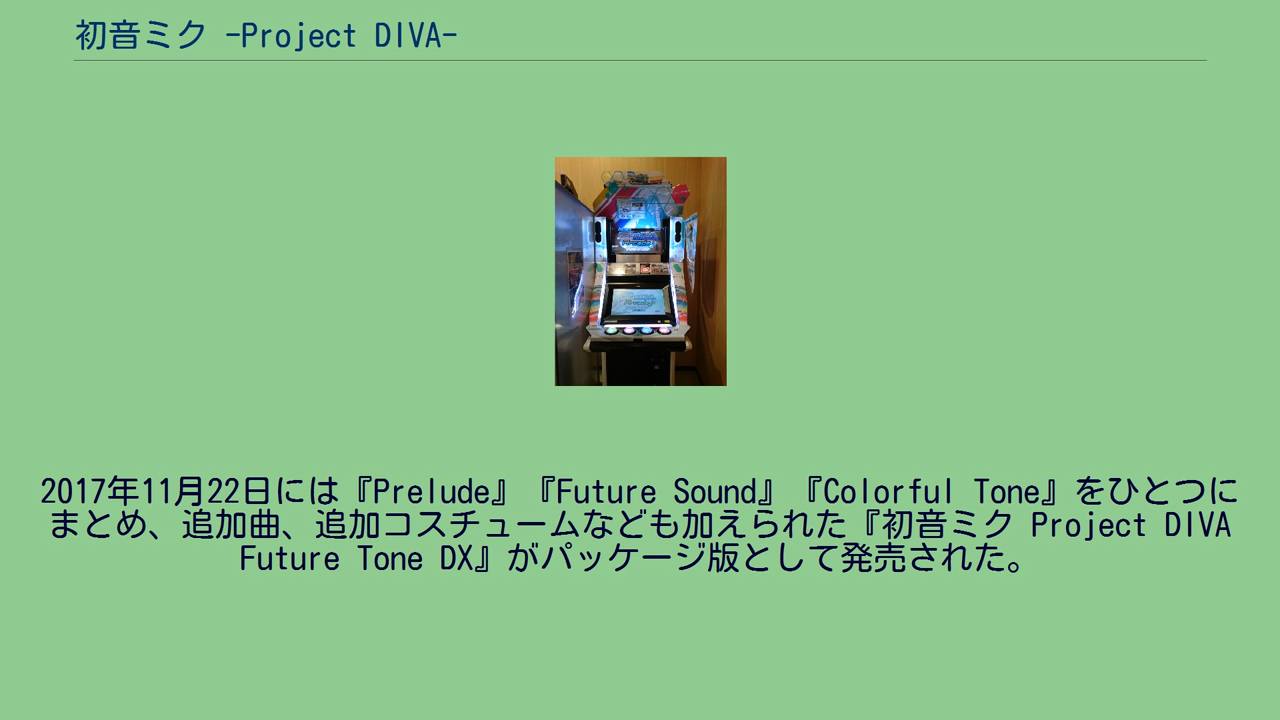 初音ミク -Project DIVA-
2017年11月22日には『Prelude』『Future Sound』『Colorful Tone』をひとつに
まとめ、追加曲、追加コスチュームなども加えられた『初音ミク Project DIVA
Future Tone DX』がパッケージ版として発売された。